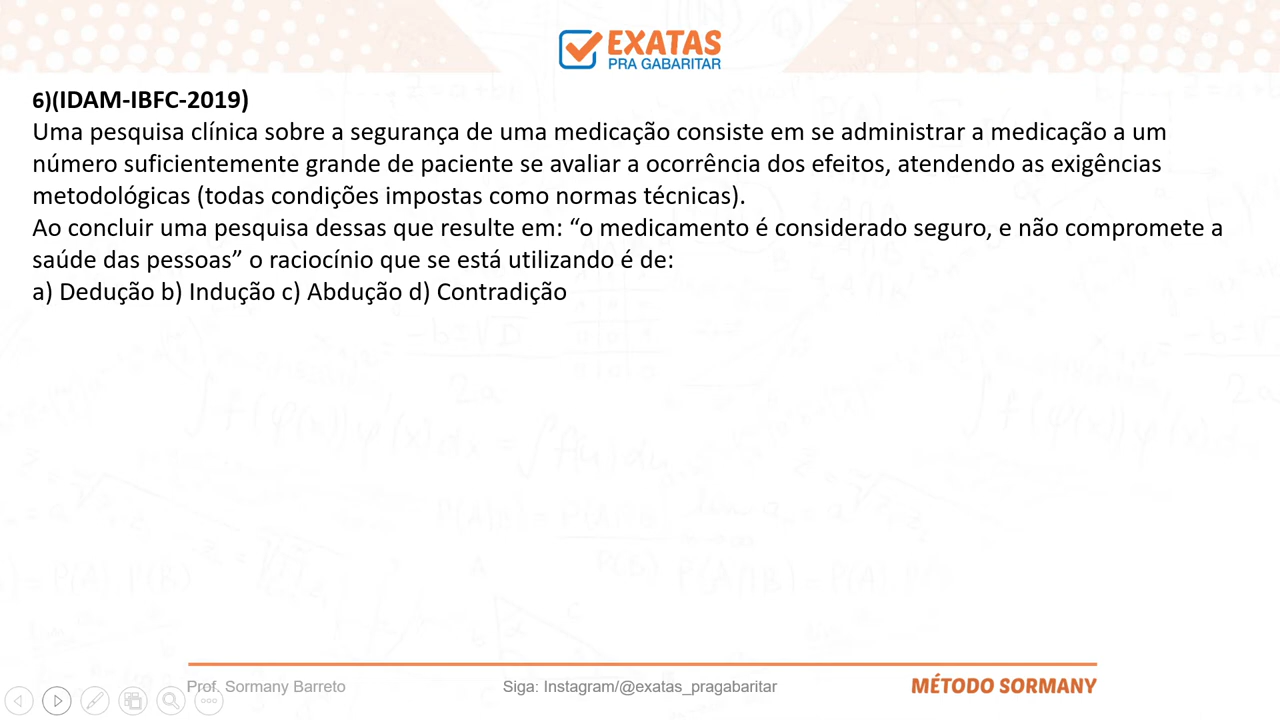 EXATAS
PRA GABARITAR
6)(IDAM-IBFC-2019)
Uma pesquisa clínica sobre a segurança de uma medicação consiste em se administrar a medicação a um
número suficientemente grande de paciente se avaliar a ocorrência dos efeitos, atendendo as exigências
metodológicas (todas condições impostas como normas técnicas).
Ao concluir uma pesquisa dessas que resulte em: “o medicamento é considerado seguro, e não compromete a
saúde das pessoas” o raciocínio que se está utilizando é de:
a) Dedução b) Indução c) Abdução d) Contradição
Prof. Sormany Barreto Siga: Instagram/@exatas_pragabaritar MÉTODO SORMANY